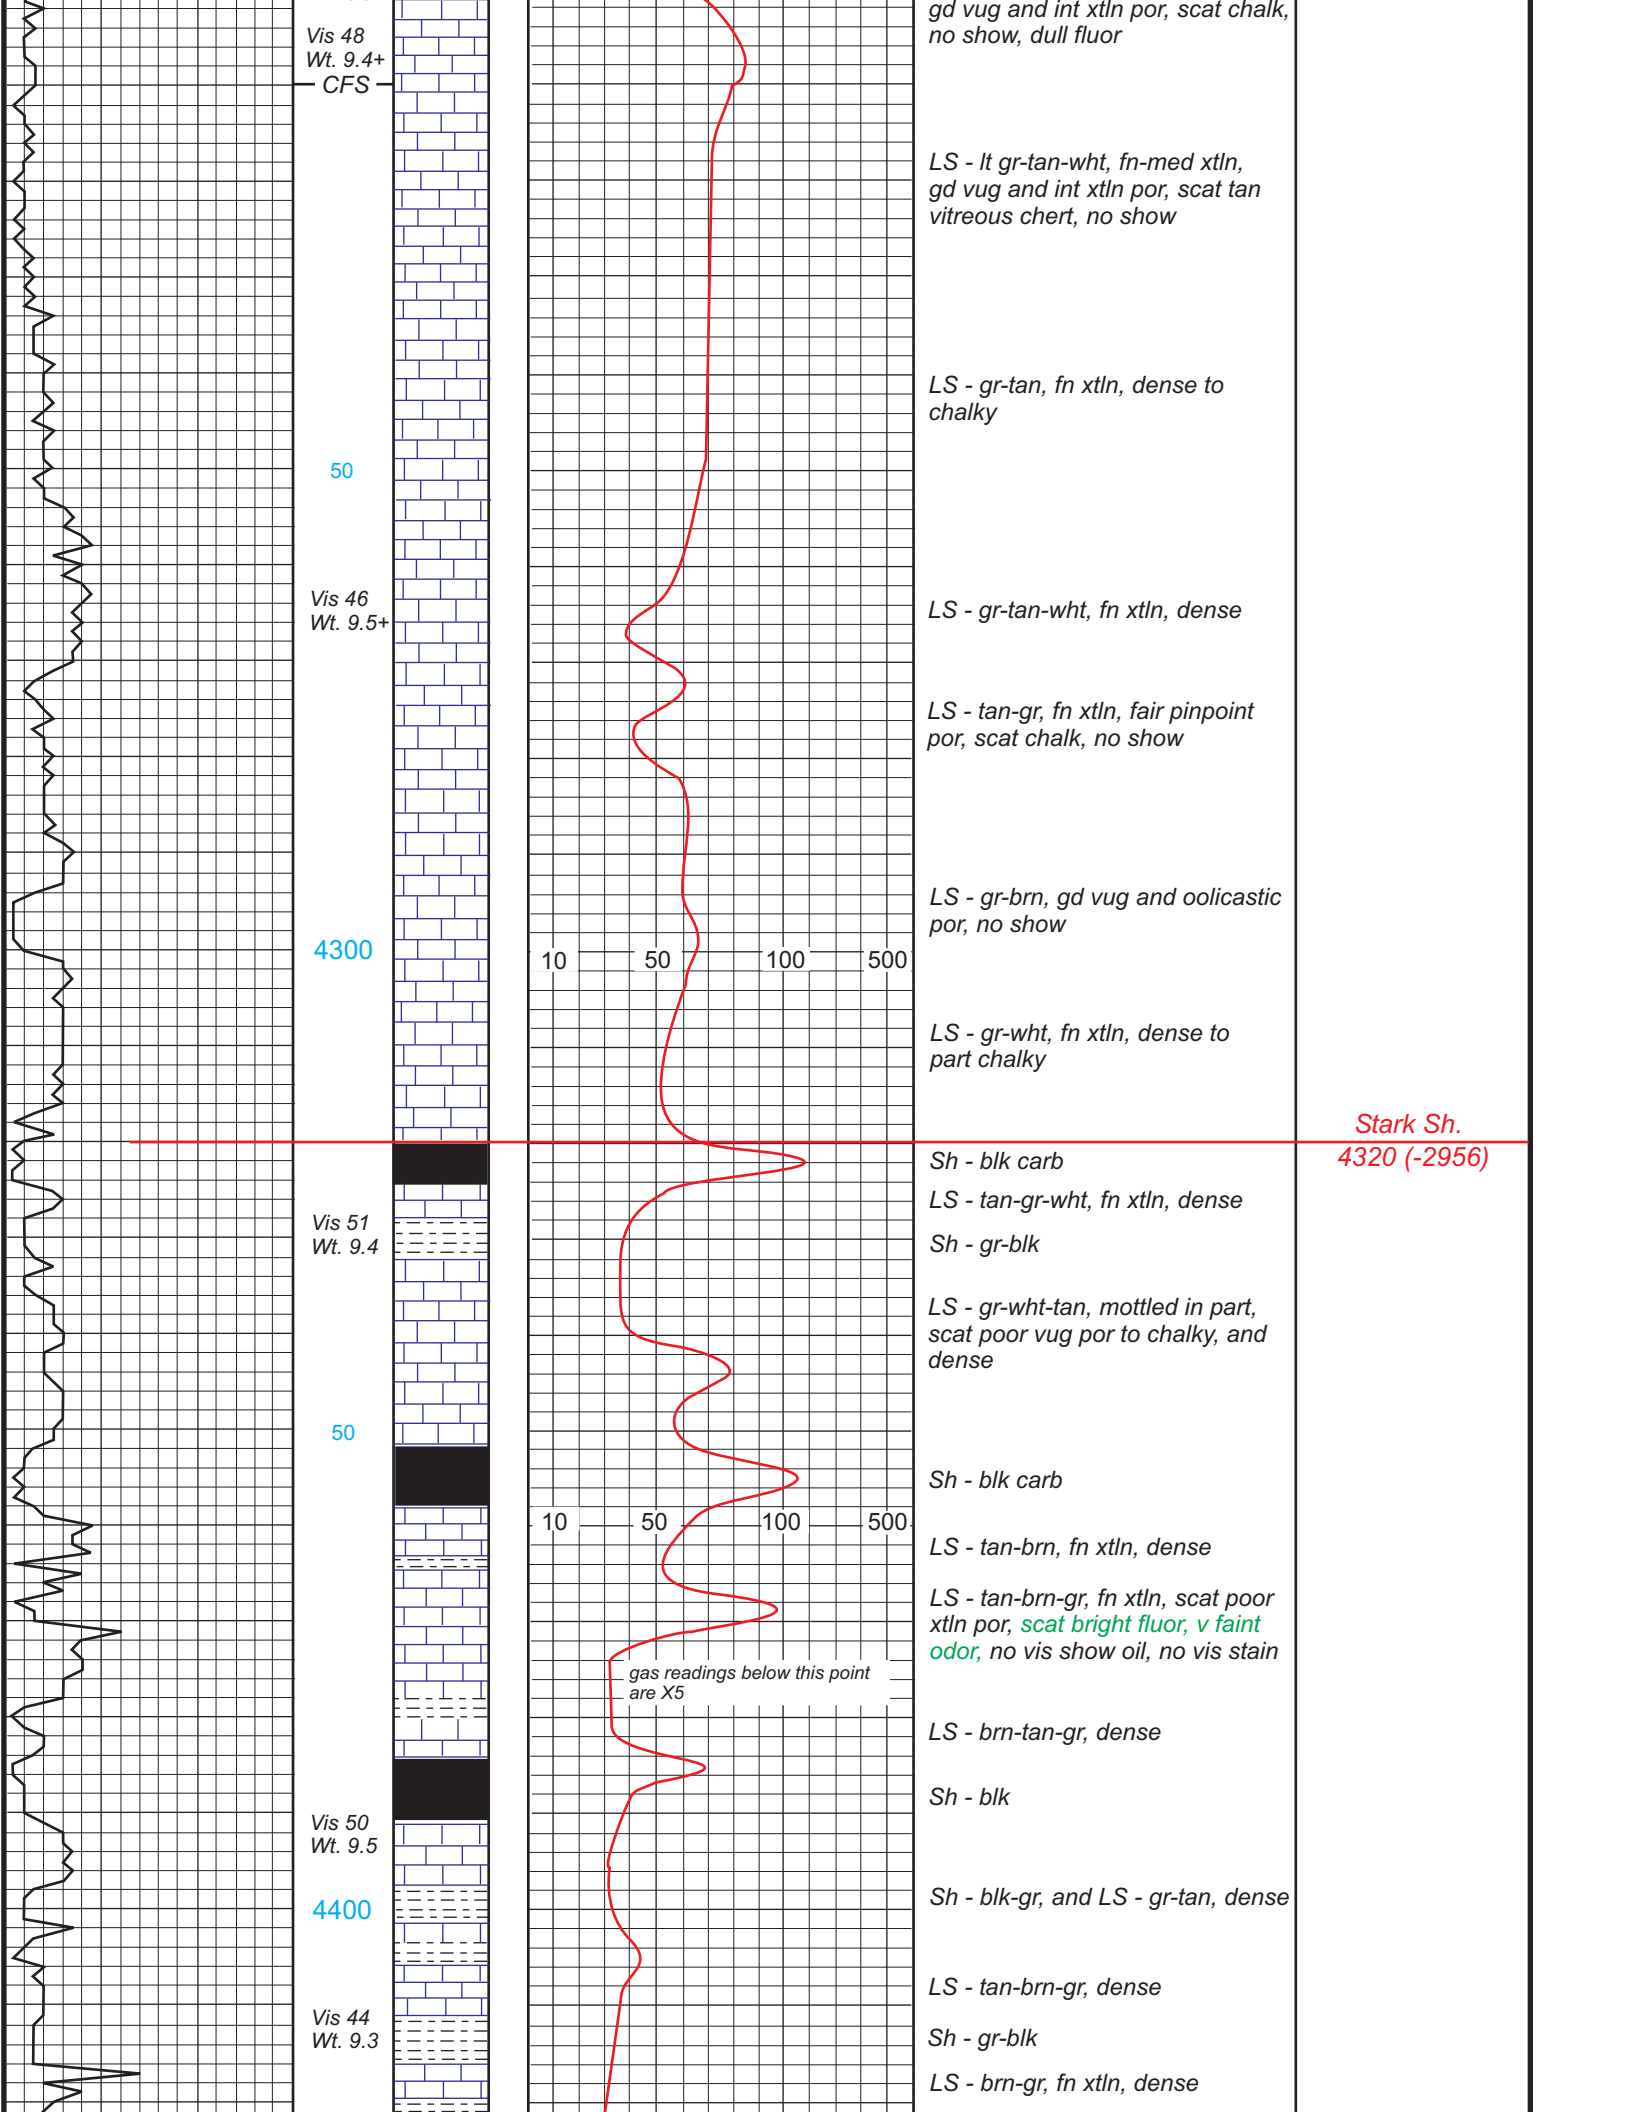 gd vug and int xtln por, scat chalk,
no show, dull fluor
Vis 48
Wt. 9.4+
CFS
LS - lt gr-tan-wht, fn-med xtln,
gd vug and int xtln por, scat tan
vitreous chert, no show
LS - gr-tan, fn xtln, dense to
chalky
50
Vis 46
Wt. 9.5+
LS - gr-tan-wht, fn xtln, dense
LS - tan-gr, fn xtln, fair pinpoint
por, scat chalk, no show
LS - gr-brn, gd vug and oolicastic
por, no show
4300
10 50 100 500
LS - gr-wht, fn xtln, dense to
part chalky
Stark Sh.
4320 (-2956)
Sh - blk carb
LS - tan-gr-wht, fn xtln, dense
Vis 51
Wt. 9.4
Sh - gr-blk
LS - gr-wht-tan, mottled in part,
scat poor vug por to chalky, and
dense
50
Sh - blk carb
10 50 100 500
LS - tan-brn, fn xtln, dense
LS - tan-brn-gr, fn xtln, scat poor
xtln por, scat bright fluor, v faint
odor, no vis show oil, no vis stain
gas readings below this point
are X5
LS - brn-tan-gr, dense
Sh - blk
Vis 50
Wt. 9.5
Sh - blk-gr, and LS - gr-tan, dense
4400
LS - tan-brn-gr, dense
Vis 44
Wt. 9.3
Sh - gr-blk
LS - brn-gr, fn xtln, dense